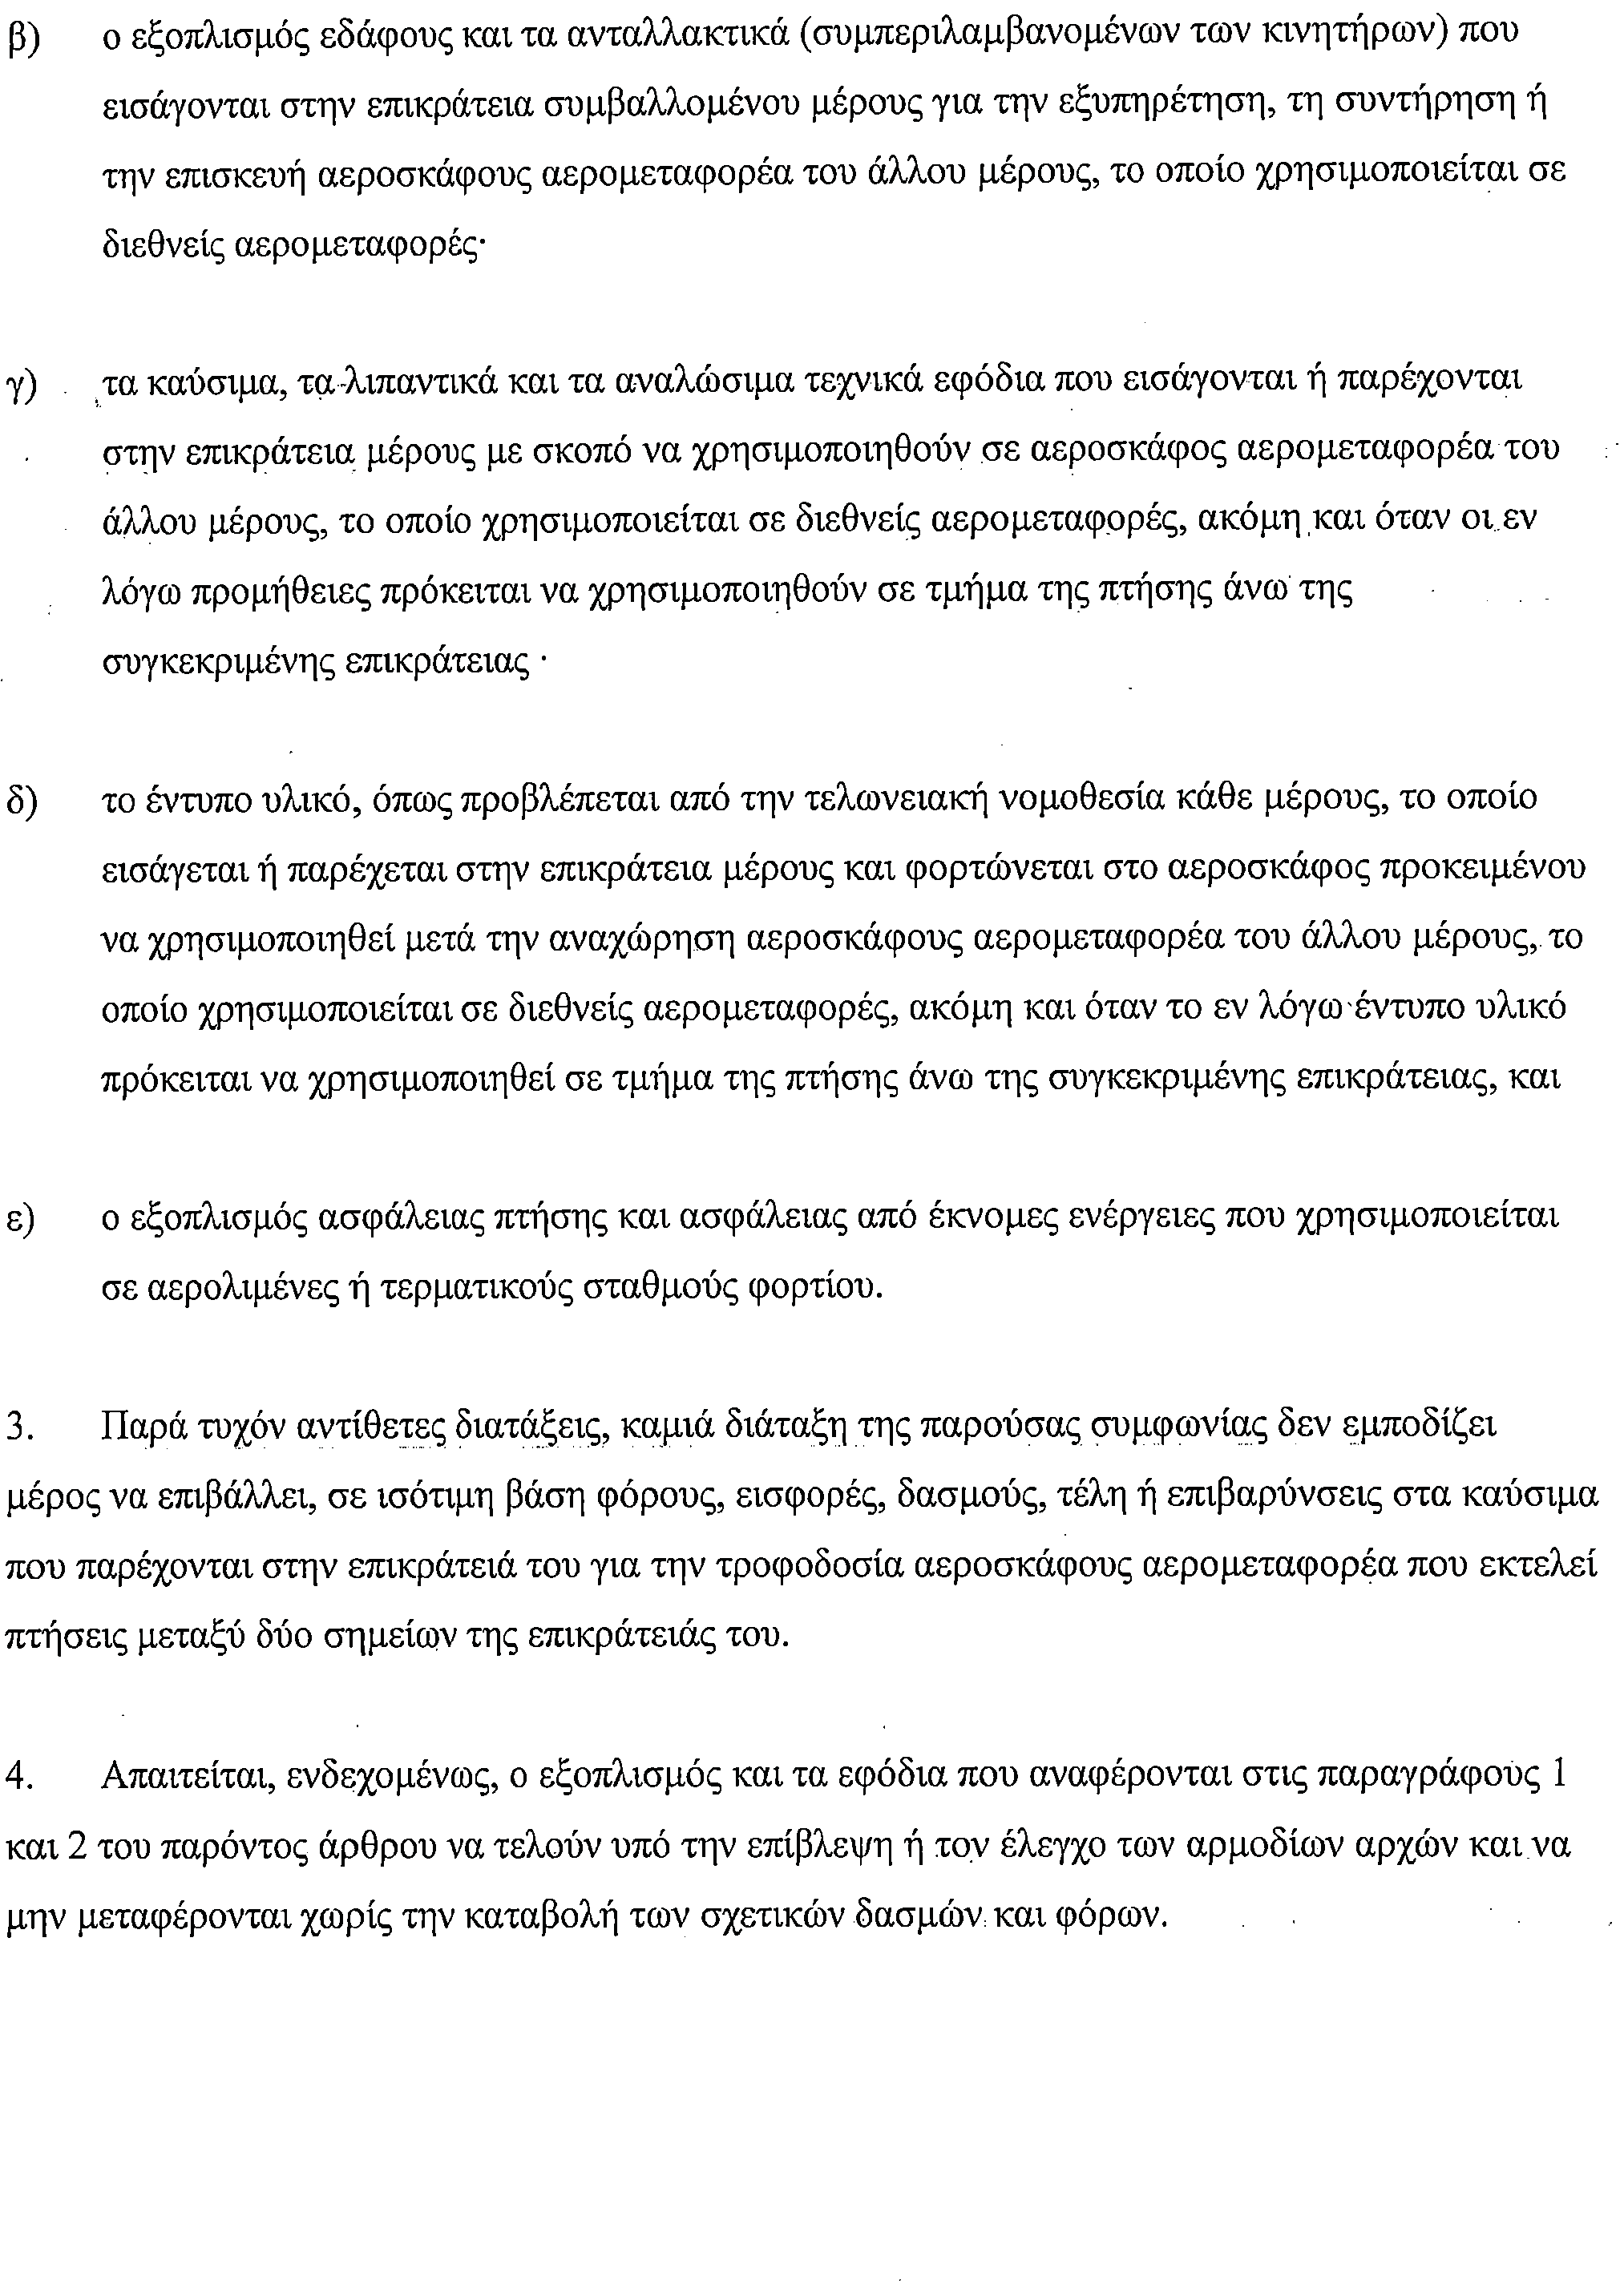 β) ο εξοπλισμός εδάφους και τα ανταλλακτικά (συμπεριλαμβανομένων των κινητήρων) που
εισάγονται στην επικράτεια συμβαλλομένου μέρους για την εξυπηρέτηση, τη συντήρηση ή
την επισκευή αεροσκάφους αερομεταφορέα του άλλου μέρους, το οποίο χρησιμοποιείται σε
διεθνείς αερομεταφορές·
γ) τα καύσιμα, τα λιπαντικά και τα αναλώσιμα τεχνικά εφόδια που εισάγονται ή παρέχονται
στην επικράτεια μέρους με σκοπό να χρησιμοποιηθούν σε αεροσκάφος αερομεταφορέα του
άλλου μέρους, το οποίο χρησιμοποιείται σε διεθνείς αερομεταφορές, ακόμη και όταν οι εν
λόγω προμήθειες πρόκειται να χρησιμοποιηθούν σε τμήμα της πτήσης άνω της
συγκεκριμένης επικράτειας ·
δ) το έντυπο υλικό, όπως προβλέπεται από την τελωνειακή νομοθεσία κάθε μέρους, το οποίο
εισάγεται ή παρέχεται στην επικράτεια μέρους και φορτώνεται στο αεροσκάφος προκειμένου
να χρησιμοποιηθεί μετά την αναχώρηση αεροσκάφους αερομεταφορέα του άλλου μέρους, το
οποίο χρησιμοποιείται σε διεθνείς αερομεταφορές, ακόμη και όταν το εν λόγω έντυπο υλικό
πρόκειται να χρησιμοποιηθεί σε τμήμα της πτήσης άνω της συγκεκριμένης επικράτειας, και
ε) ο εξοπλισμός ασφάλειας πτήσης και ασφάλειας από έκνομες ενέργειες που χρησιμοποιείται
σε αερολιμένες ή τερματικούς σταθμούς φορτίου.
3. Παρά τυχόν αντίθετες διατάξεις, καμιά διάταξη της παρούσας συμφωνίας δεν εμποδίζει
μέρος να επιβάλλει, σε ισότιμη βάση φόρους, εισφορές, δασμούς, τέλη ή επιβαρύνσεις στα καύσιμα
που παρέχονται στην επικράτειά του για την τροφοδοσία αεροσκάφους αερομεταφορέα που εκτελεί
πτήσεις μεταξύ δύο σημείων της επικράτειάς του.
4. Απαιτείται, ενδεχομένως, ο εξοπλισμός και τα εφόδια που αναφέρονται στις παραγράφους 1
και 2 του παρόντος άρθρου να τελούν υπό την επίβλεψη ή τον έλεγχο των αρμοδίων αρχών και να
μην μεταφέρονται χωρίς την καταβολή των σχετικών δασμών και φόρων.